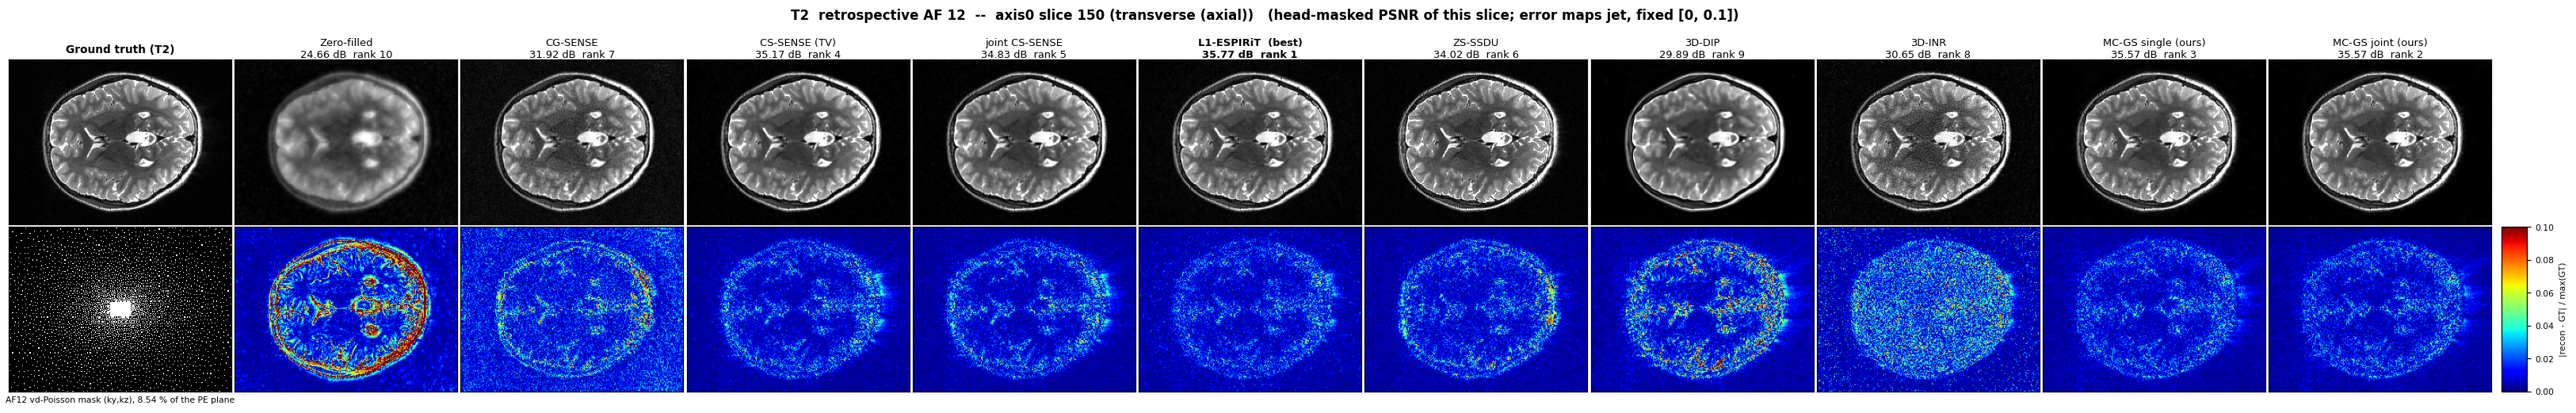 T2 retrospective AF 12 -- axis0 slice 150 (transverse (axial)) (head-masked PSNR of this slice; error maps jet, fixed [0, 0.1])
Ground truth (T2)
Zero-filled
24.66 dB rank 10
CG-SENSE
31.92 dB rank 7
CS-SENSE (TV)
35.17 dB rank 4
joint CS-SENSE
34.83 dB rank 5
L1-ESPIRiT (best)
35.77 dB rank 1
ZS-SSDU
34.02 dB rank 6
3D-DIP
29.89 dB rank 9
3D-INR
30.65 dB rank 8
MC-GS single (ours)
35.57 dB rank 3
MC-GS joint (ours)
35.57 dB rank 2
0.10
0.08
0.06
0.04
0.02
0.00
|recon - GT| / max(GT)
AF12 vd-Poisson mask (ky,kz), 8.54 % of the PE plane